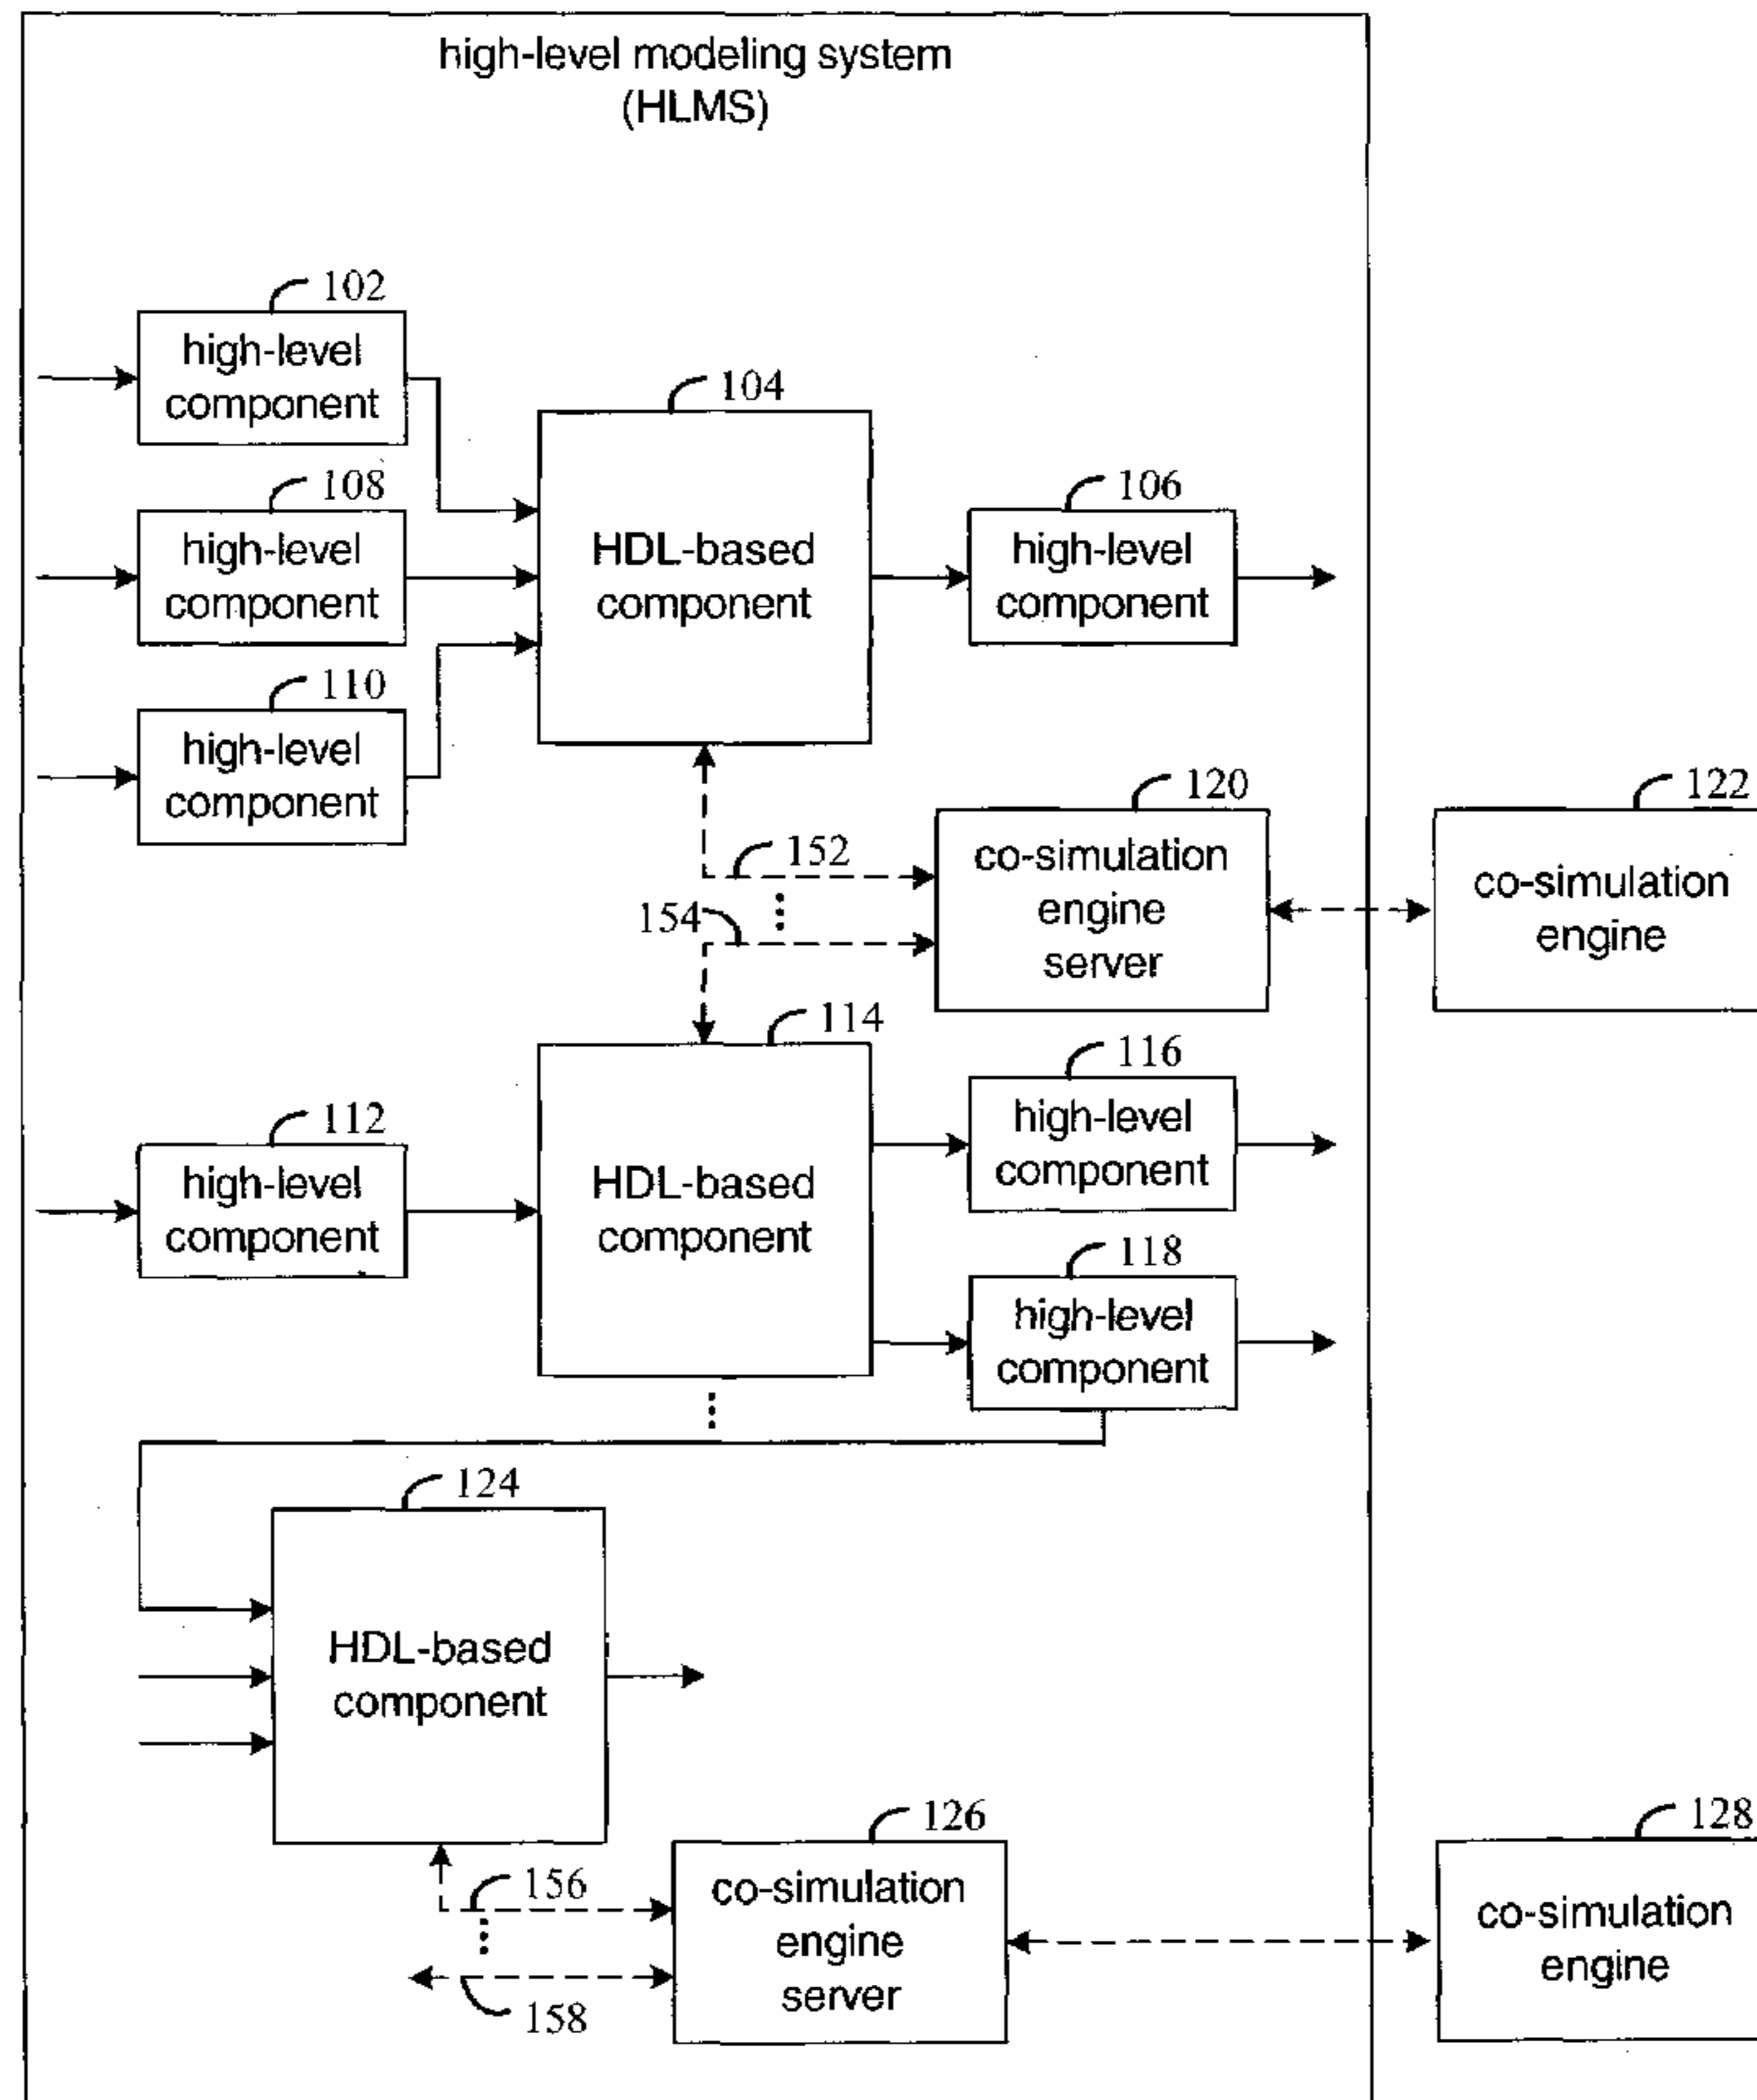 high-level modeling system
(HLMS)
102
high-level
component
104
108
high-level
component
HDL-based
component
106
high-level
component
110
high-level
component
120
co-simulation
engine
server
122
co-simulation
engine
152
154
114
HDL-based
component
116
high-level
component
112
high-level
component
118
high-level
component
124
HDL-based
component
126
co-simulation
engine
server
128
co-simulation
engine
156
158